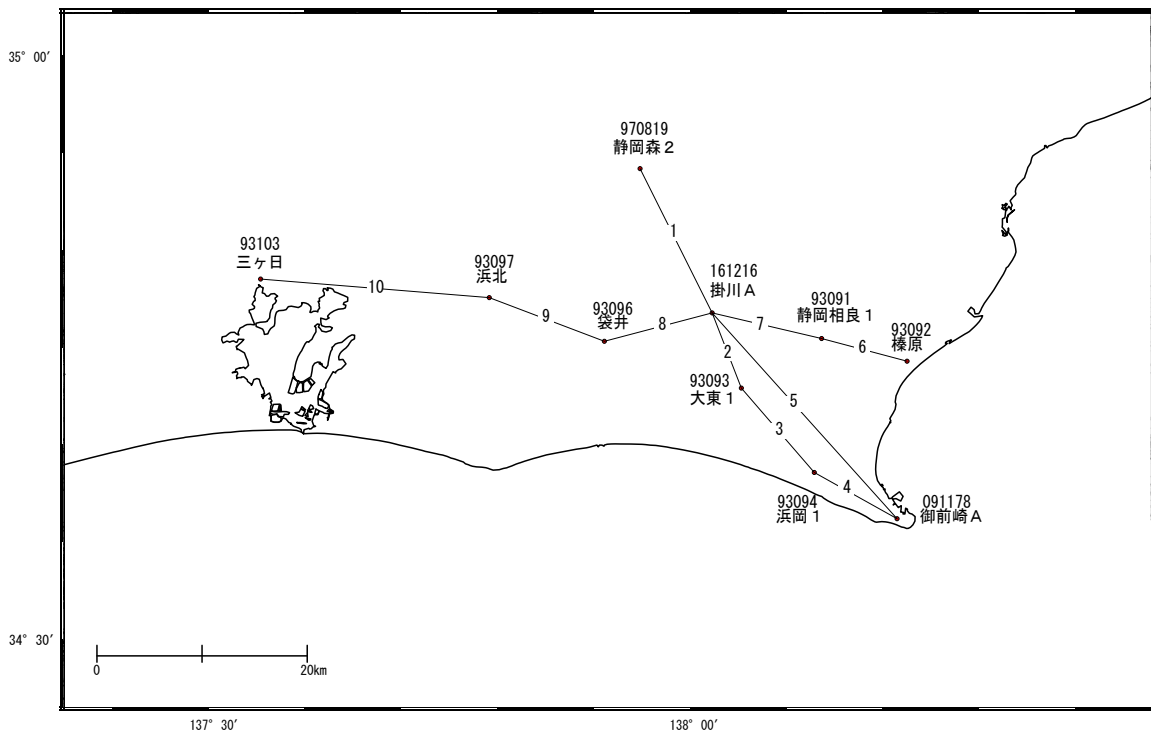 35° 00′
970819
静岡森２
1
93103
三ヶ日
10
93097
浜北
9
93096
袋井
8
161216
掛川Ａ
7
93091
静岡相良１
6
93092
榛原
2
93093
大東１
5
3
4
93094
浜岡１
091178
御前崎Ａ
34° 30′
0
20km
137° 30′
138° 00′